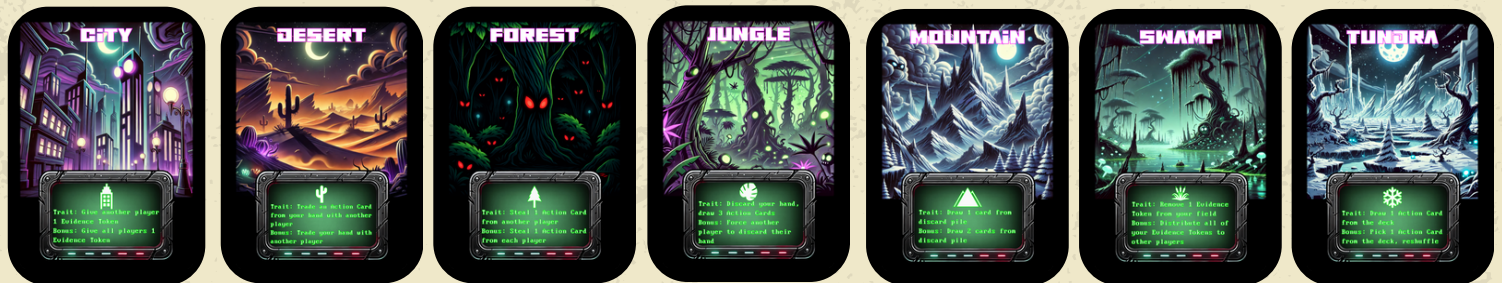 CITY
Trait: Give another player
1 Evidence Token
Bonus: Give all players 1
Evidence Token
DESERT
Trait: Trade an Action Card
from your hand with another
player
Bonus: Trade your hand with
another player
FOREST
Trait: Steal 1 Action Card
from another player
Bonus: Steal 1 Action Card
from each player
JUNGLE
Trait: Discard your hand,
draw 3 Action Cards
Bonus: Force another
player to discard their
hand
MOUNTAIN
Trait: Draw 1 card from
discard pile
Bonus: Draw 2 cards from
discard pile
SWAMP
Trait: Remove 1 Evidence
Token from your field
Bonus: Distribute all of
your Evidence Tokens to
other players
TUNDRA
Trait: Draw 1 Action Card
from the deck
Bonus: Pick 1 Action Card
from the deck, reshuffle